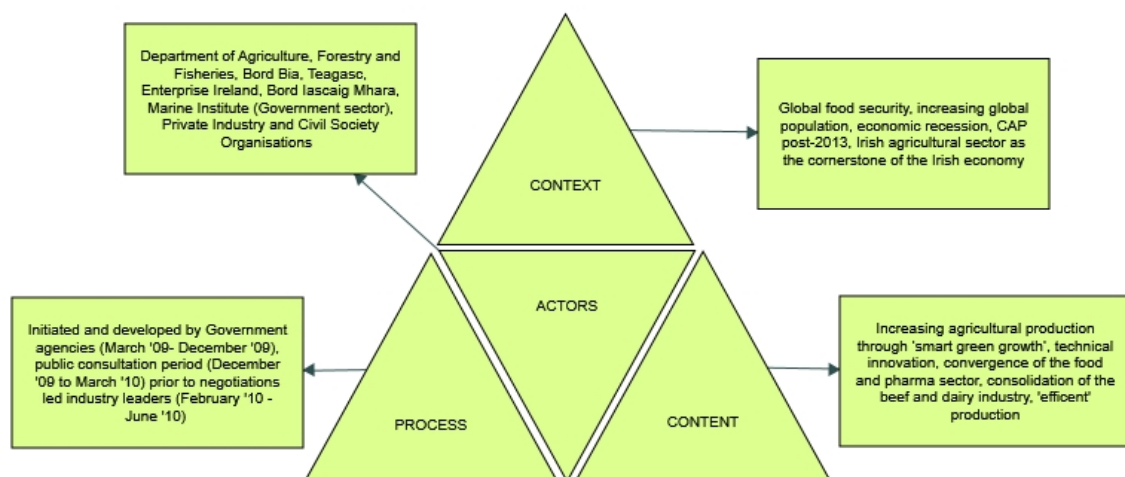 Department of Agriculture, Forestry and
Fisheries, Bord Bia, Teagasc,
Enterprise Ireland, Bord Iascaig Mhara,
Marine Institute (Government sector),
Private Industry and Civil Society
Organisations
Global food security, increasing global
population, economic recession, CAP
post-2013, Irish agricultural sector as
the cornerstone of the Irish economy
CONTEXT
ACTORS
Initiated and developed by Government
agencies (March '09- December '09),
public consultation period (December
'09 to March '10) prior to negotiations
led industry leaders (February '10 -
June '10)
PROCESS
CONTENT
Increasing agricultural production
through 'smart green growth', technical
innovation, convergence of the food
and pharma sector, consolidation of the
beef and dairy industry, 'efficent'
production